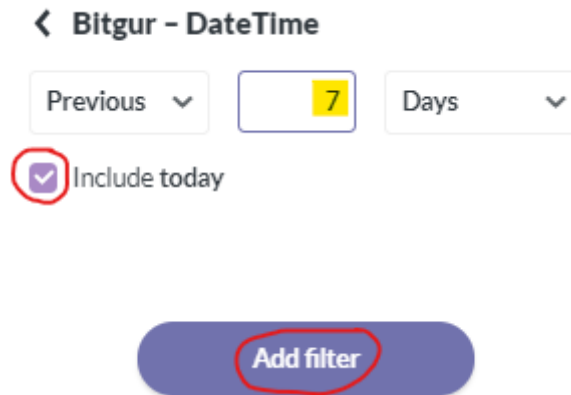 Bitgur – DateTime
Previous 7 Days
Include today
Add filter